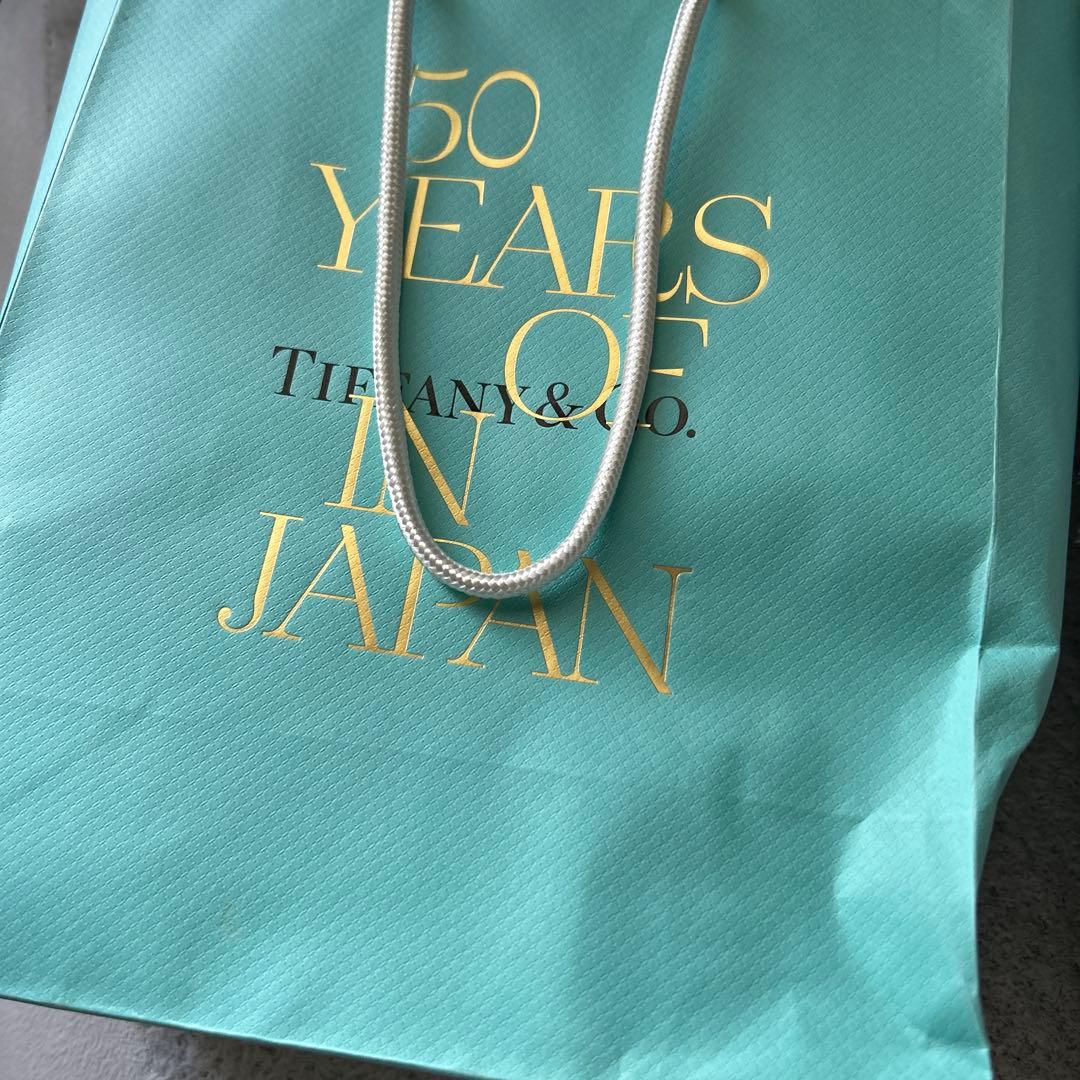 50
YEARS
OF
TIFFANY & CO.
IN
JAPAN